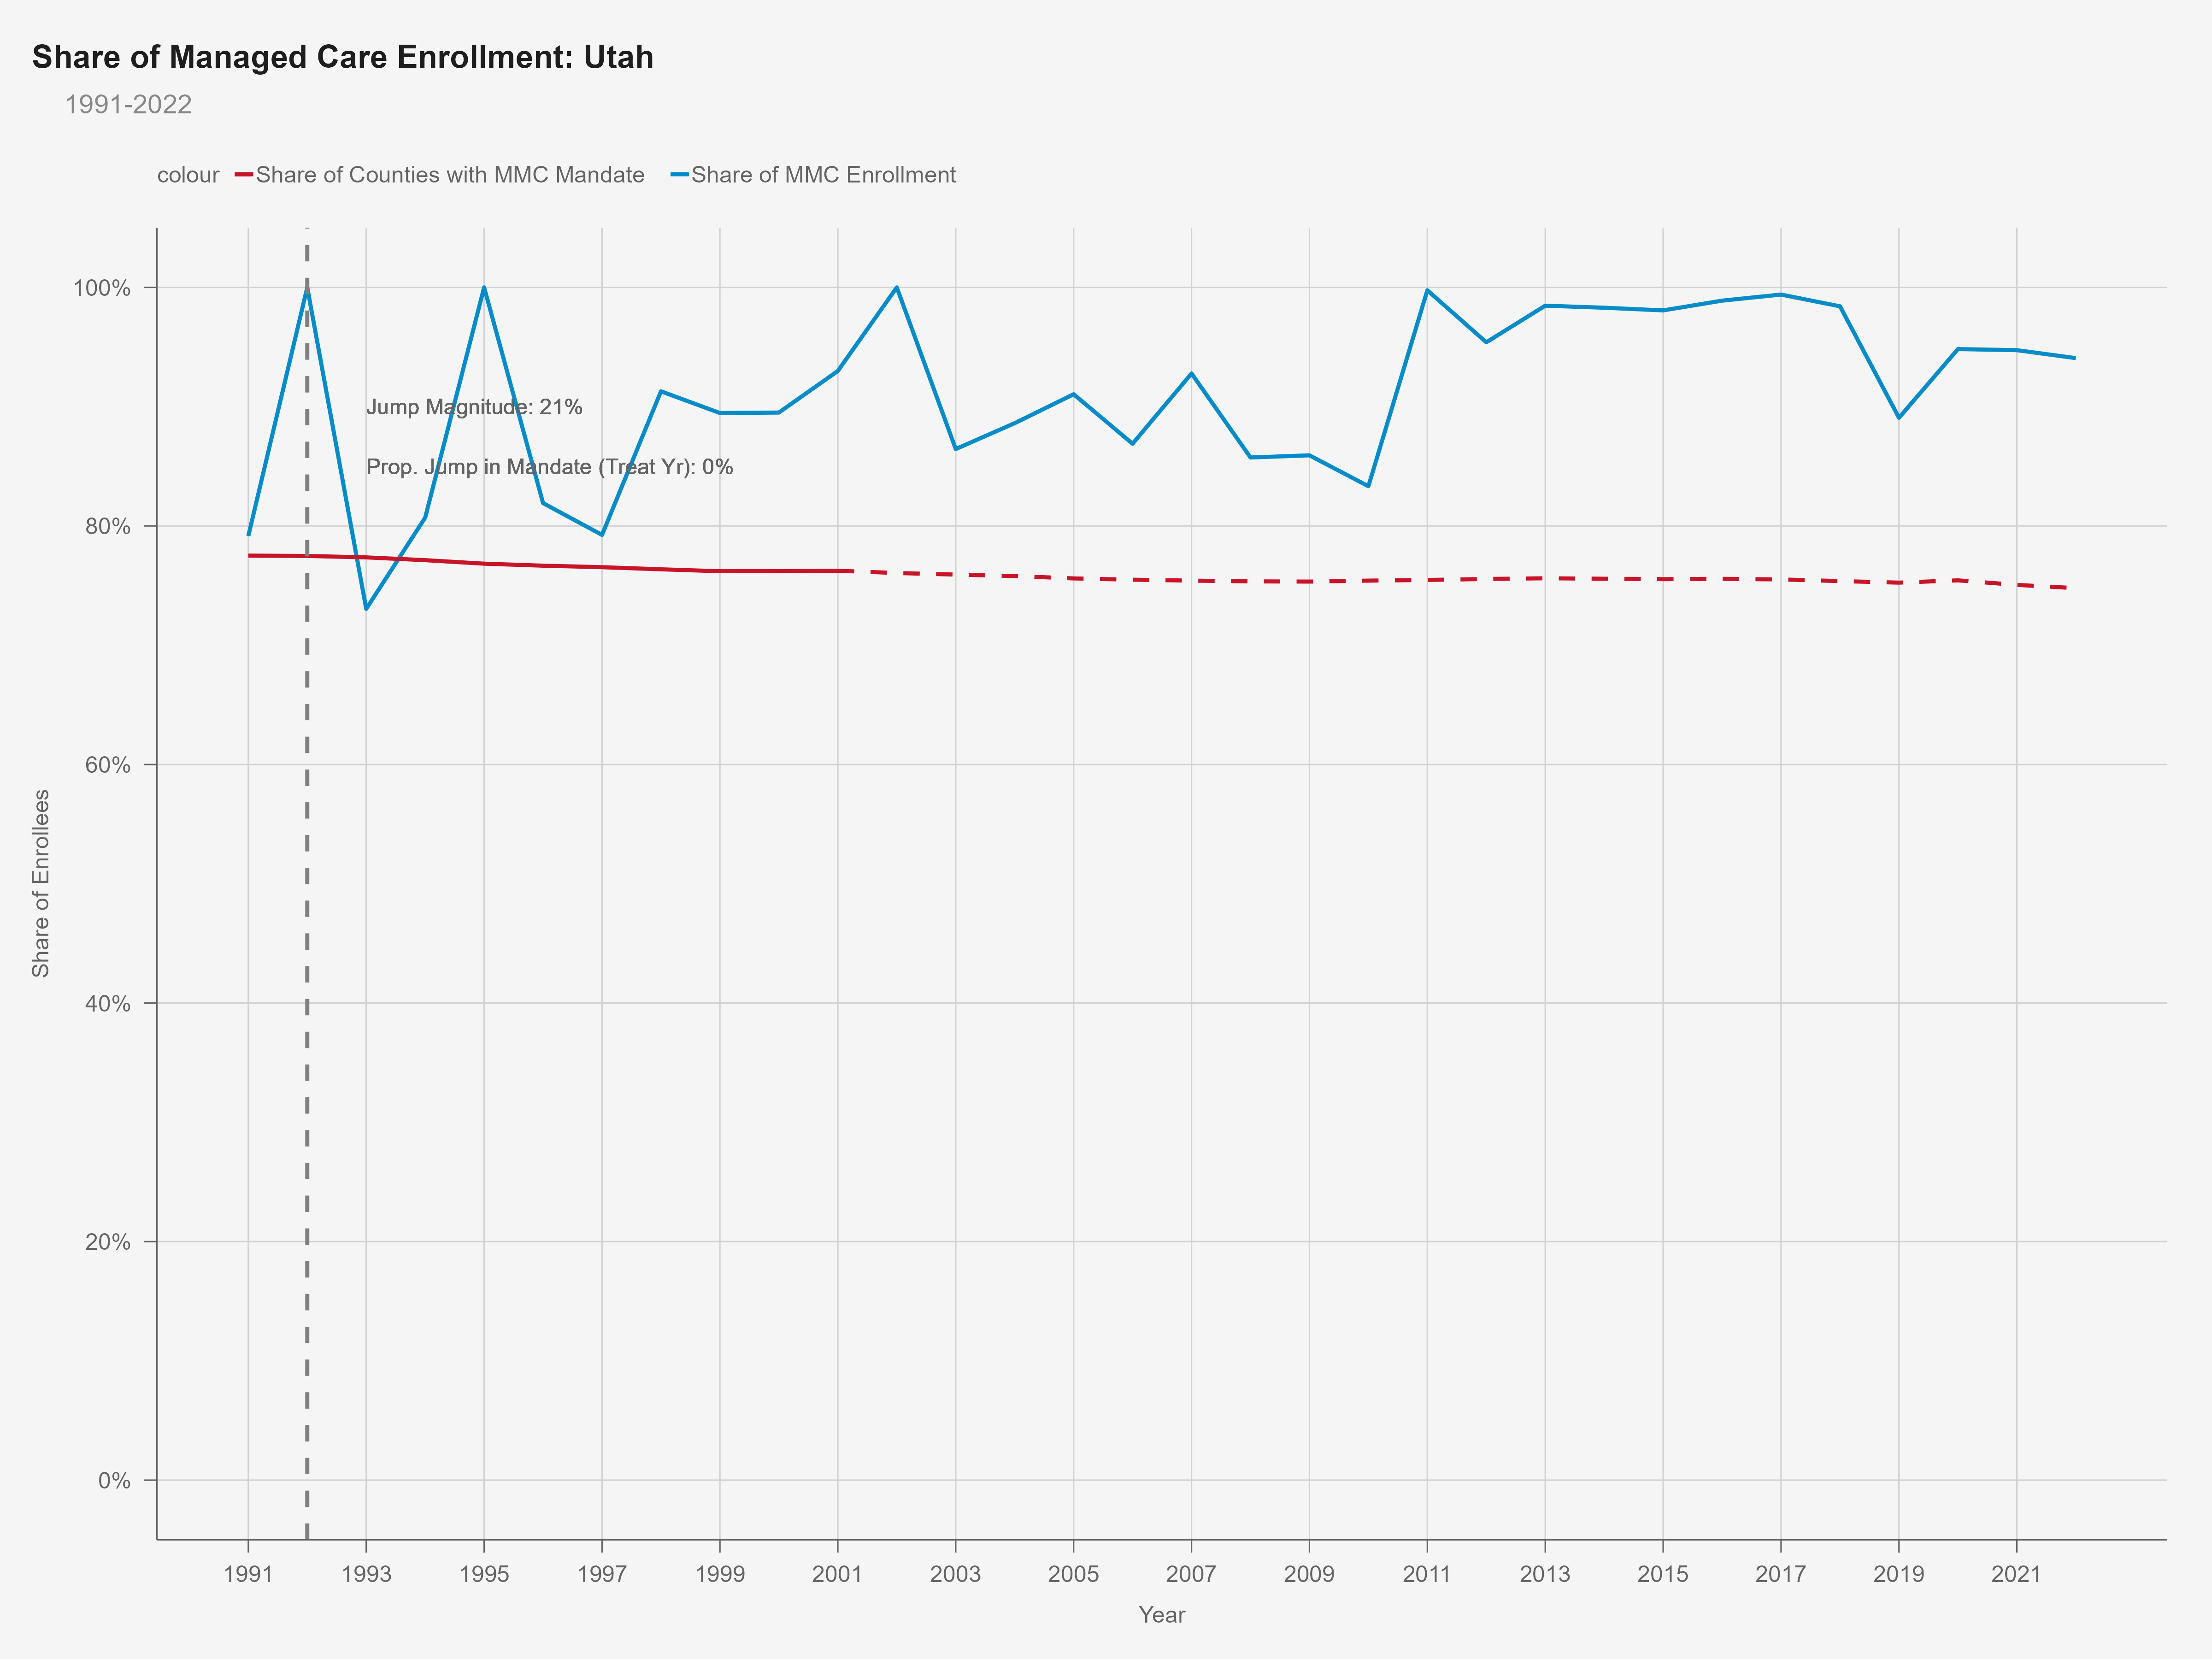 Share of Managed Care Enrollment: Utah
1991-2022
colour Share of Counties with MMC Mandate Share of MMC Enrollment
100%
Jump Magnitude: 21%
Prop. Jump in Mandate (Treat Yr): 0%
80%
60%
Share of Enrollees
40%
20%
0%
1991 1993 1995 1997 1999 2001 2003 2005 2007 2009 2011 2013 2015 2017 2019 2021
Year